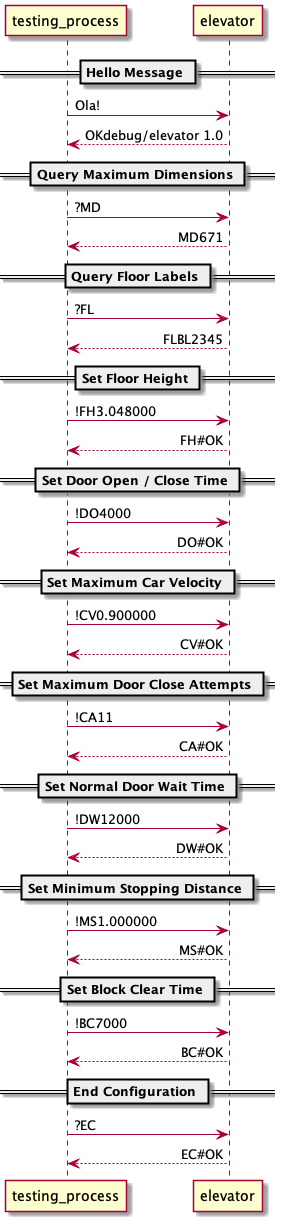 testing_process elevator
Hello Message
Ola!
OKdebug/elevator 1.0
Query Maximum Dimensions
?MD
MD671
Query Floor Labels
?FL
FLBL2345
Set Floor Height
!FH3.048000
FH#OK
Set Door Open / Close Time
!DO4000
DO#OK
Set Maximum Car Velocity
!CV0.900000
CV#OK
Set Maximum Door Close Attempts
!CA11
CA#OK
Set Normal Door Wait Time
!DW12000
DW#OK
Set Minimum Stopping Distance
!MS1.000000
MS#OK
Set Block Clear Time
!BC7000
BC#OK
End Configuration
?EC
EC#OK
testing_process elevator